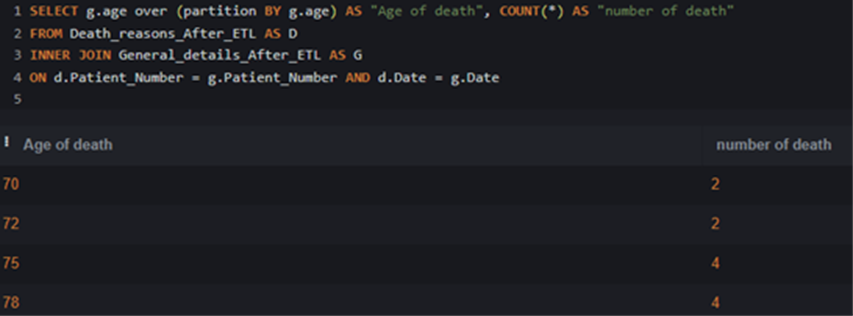 1 SELECT g.age over (partition BY g.age) AS "Age of death", COUNT(*) AS "number of death"
2 FROM Death_reasons_After_ETL AS D
3 INNER JOIN General_details_After_ETL AS G
4 ON d.Patient_Number = g.Patient_Number AND d.Date = g.Date
5
Age of death number of death
70 2
72 2
75 4
78 4